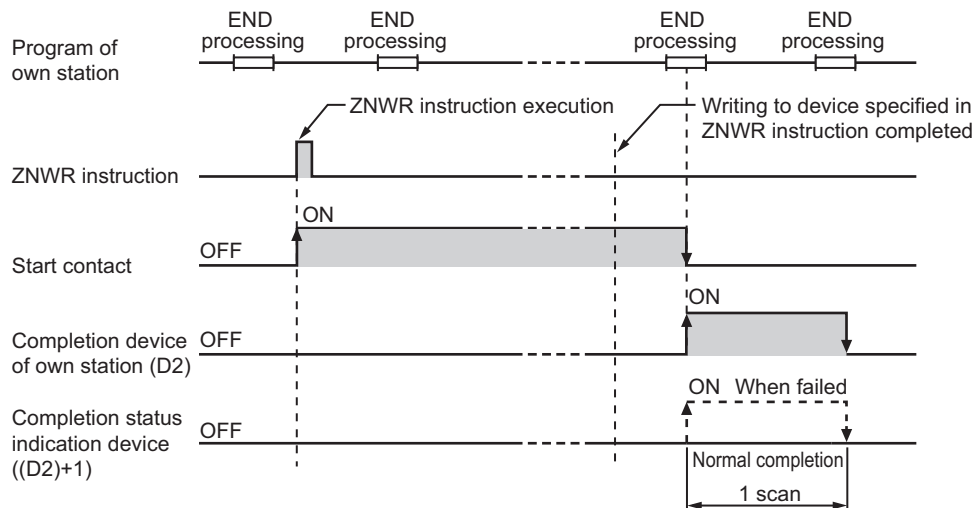 END
processing
END
processing
END
processing
END
processing
Program of
own station
ZNWR instruction execution
Writing to device specified in
ZNWR instruction completed
ZNWR instruction
ON
OFF
Start contact
ON
Completion device
of own station (D2)
OFF
ON When failed
Completion status
indication device
((D2)+1)
OFF
Normal completion
1 scan